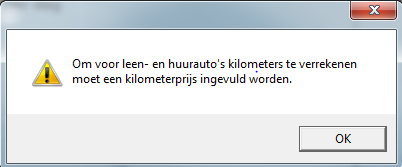 Om voor leen- en huurauto's kilometers te verrekenen
moet een kilometerprijs ingevuld worden.
OK